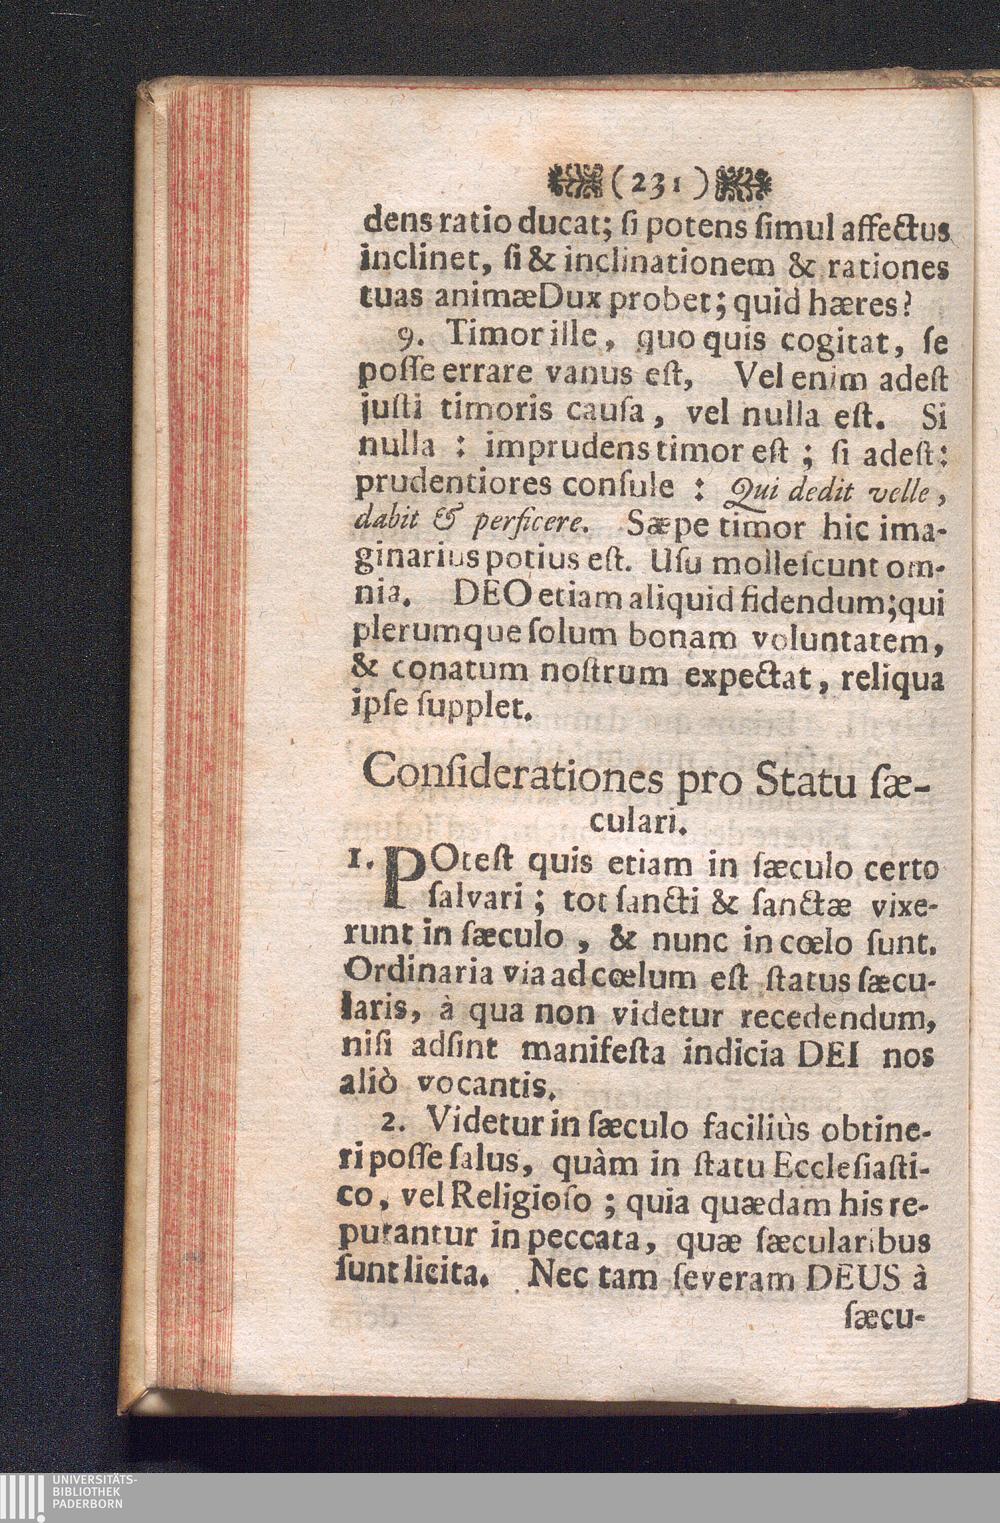 (231)
dens ratio ducat; ſi potens ſimul affectus
inclinet, ſi & inclinationem & rationes
tuas animæ Dux probet; quid hæres?
9. Timor ille, quo quis cogitat, ſe
poſſe errare vanus eſt, Vel enim adeſt
juſti timoris cauſa, vel nulla eſt. Si
nulla : imprudens timor eſt ; ſi adeſt:
prudentiores conſule : Qui dedit velle,
dabit & perficere. Sæpe timor hic ima-
ginarius potius eſt. Uſu molleſcunt om-
nia. DEO etiam aliquid fidendum; qui
plerumque ſolum bonam voluntatem,
& conatum noſtrum expectat, reliqua
ipſe ſupplet.
Conſiderationes pro Statu ſæ-
culari.
1. POteſt quis etiam in ſæculo certo
ſalvari ; tot ſancti & ſanctæ vixe-
runt in ſæculo , & nunc in cœlo ſunt.
Ordinaria via ad cœlum eſt ſtatus ſæcu-
laris, à qua non videtur recedendum,
niſi adſint manifeſta indicia DEI nos
aliò vocantis.
2. Videtur in ſæculo faciliùs obtine-
ri poſſe ſalus, quàm in ſtatu Eccleſiaſti-
co, vel Religioſo ; quia quædam his re-
putantur in peccata, quæ ſæcularibus
ſunt licita. Nec tam ſeveram DEUS à
ſæcu-
UNIVERSITÄTS-
BIBLIOTHEK
PADERBORN